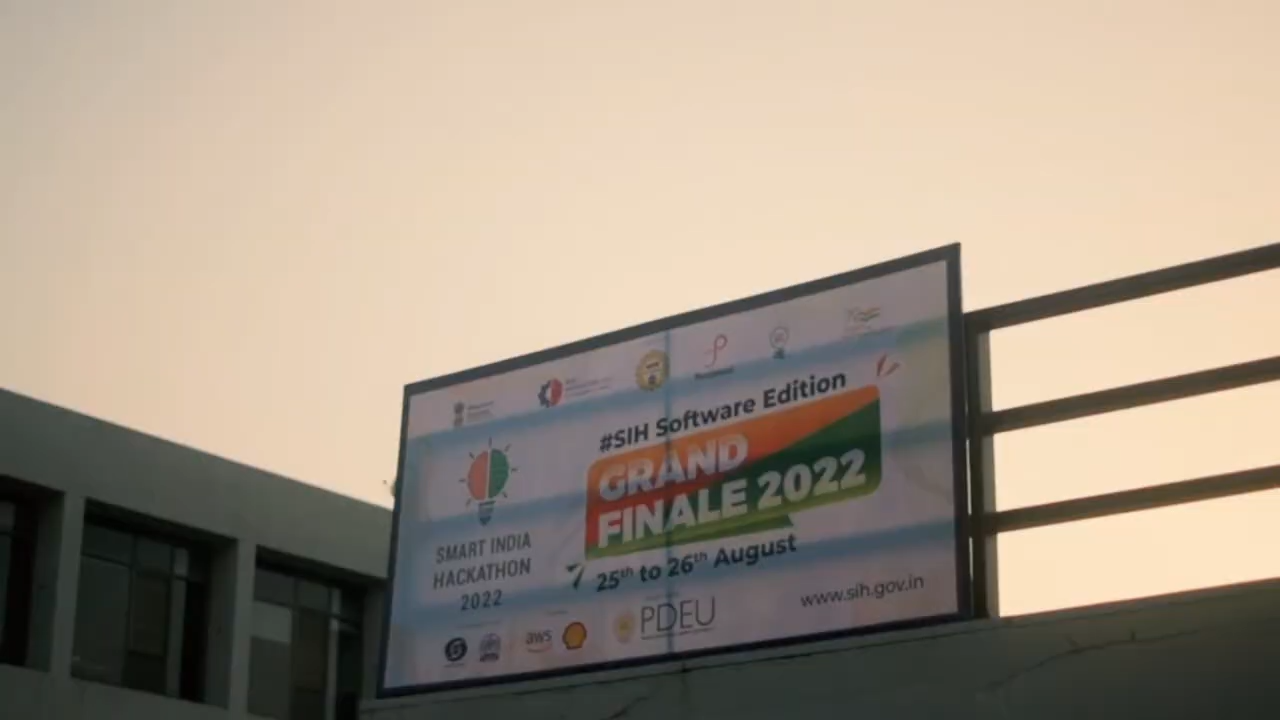 #SIH Software Edition
GRAND
FINALE 2022
25th to 26th August
SMART INDIA
HACKATHON
2022
aws
PDEU
www.sih.gov.in